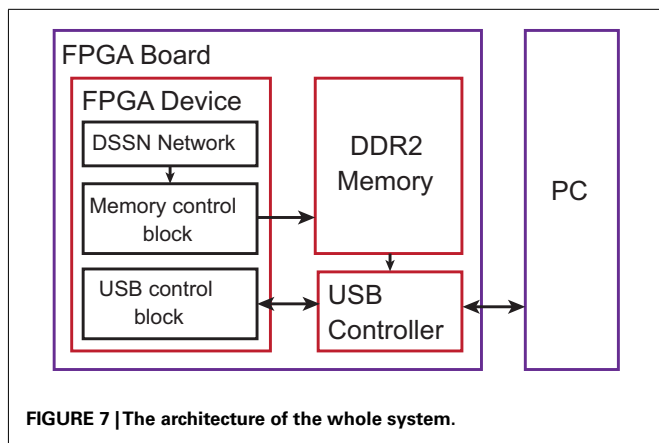 FPGA Board
FPGA Device
DSSN Network
Memory control
block
USB control
block
DDR2
Memory
USB
Controller
PC
FIGURE 7 | The architecture of the whole system.